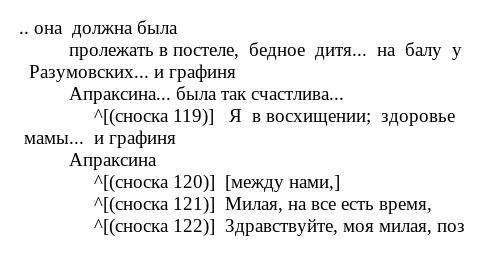 .. она должна была
пролежать в постеле, бедное дитя... на балу у
Разумовских... и графиня
Апраксина... была так счастлива...
^[(сноска 119)] Я в восхищении; здоровье
мамы... и графиня
Апраксина
^[(сноска 120)] [между нами,]
^[(сноска 121)] Милая, на все есть время,
^[(сноска 122)] Здравствуйте, моя милая, поз